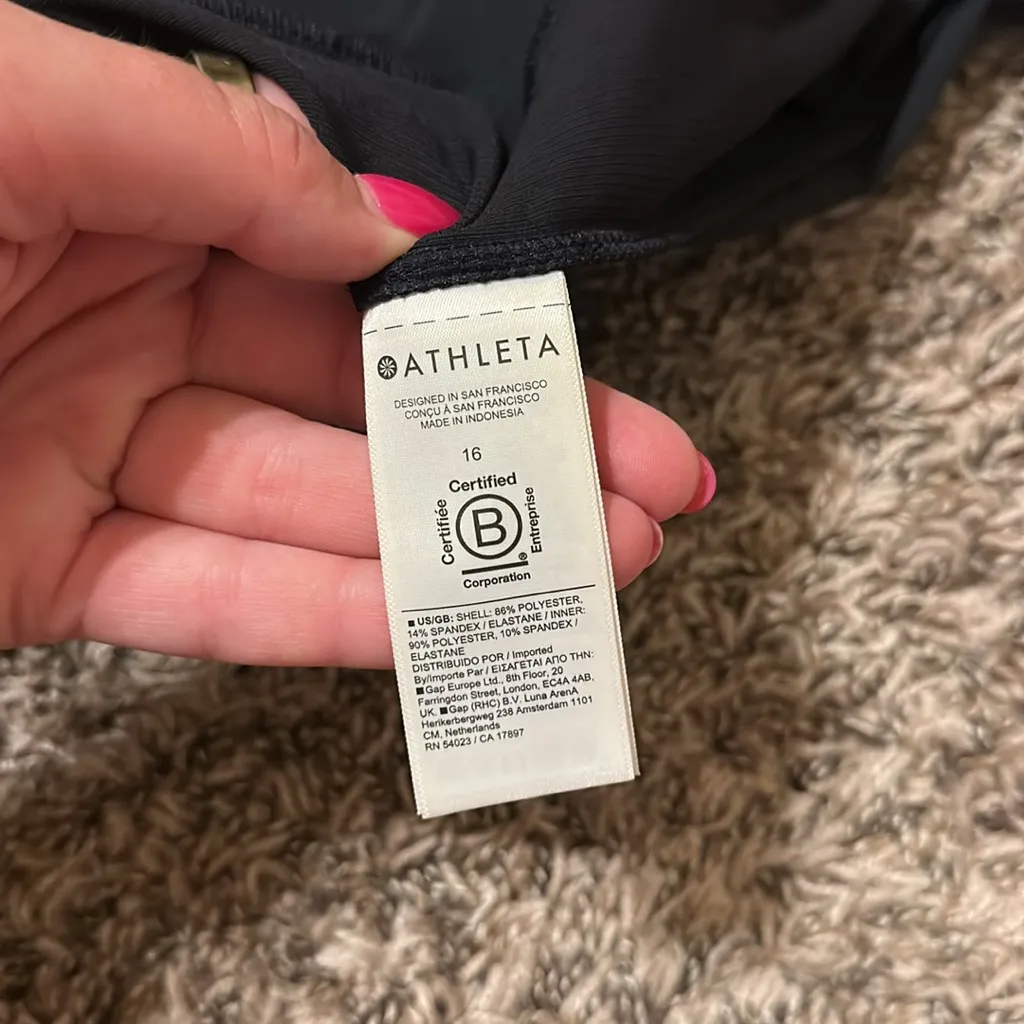 ATHLETA
DESIGNED IN SAN FRANCISCO
CONÇU À SAN FRANCISCO
MADE IN INDONESIA
16
Certified
Certifiée
B
®
Entreprise
Corporation
■ US/GB: SHELL: 86% POLYESTER,
14% SPANDEX / ELASTANE / INNER:
90% POLYESTER, 10% SPANDEX /
ELASTANE
DISTRIBUIDO POR / Imported
By/Importe Par / ΕΙΣΑΓΕΤΑΙ ΑΠΟ ΤΗΝ:
■Gap Europe Ltd., 8th Floor, 20
Farringdon Street, London, EC4A 4AB,
UK. ■Gap (RHC) B.V. Luna ArenA
Herikerbergweg 238 Amsterdam 1101
CM, Netherlands
RN 54023 / CA 17897